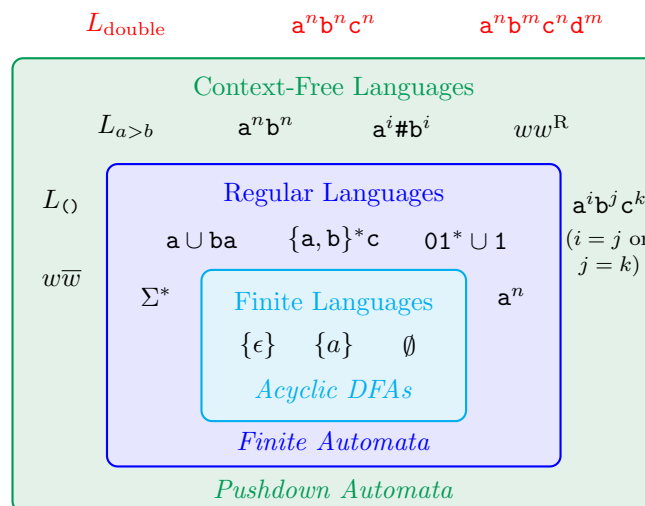 L_double a^n b^n c^n a^n b^m c^n d^m
Context-Free Languages
L_{a>b} a^n b^n a^i#b^i ww^R
Regular Languages
L_() a^i b^j c^k
(i = j or
j = k)
a ∪ ba {a, b}*c 01* ∪ 1
w\overline{w}
Σ* a^n
Finite Languages
{ϵ} {a} ∅
Acyclic DFAs
Finite Automata
Pushdown Automata